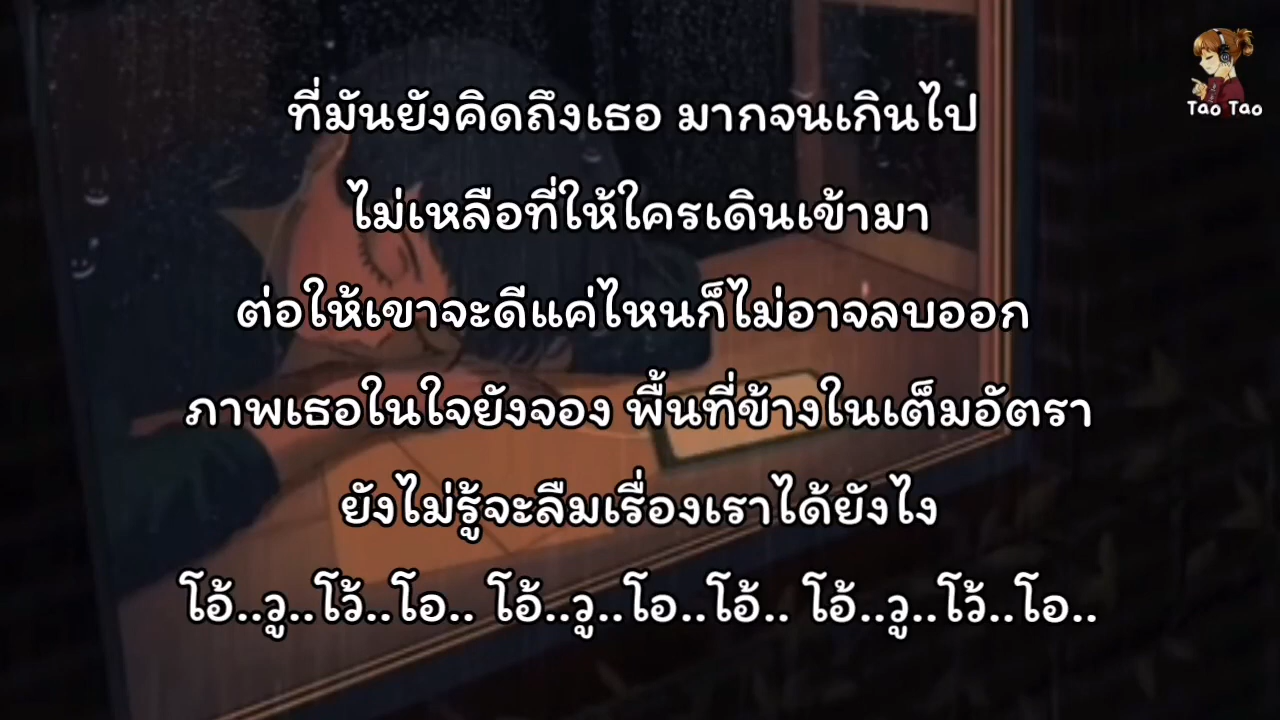 Tao Tao
ที่มันยังคิดถึงเธอ มากจนเกินไป
ไม่เหลือที่ให้ใครเดินเข้ามา
ต่อให้เขาจะดีแค่ไหนก็ไม่อาจลบออก
ภาพเธอในใจยังจอง พื้นที่ข้างในเต็มอัตรา
ยังไม่รู้จะลืมเรื่องเราได้ยังไง
โอ้..วู..โว้..โอ.. โอ้..วู..โอ..โอ้.. โอ้..วู..โว้..โอ..